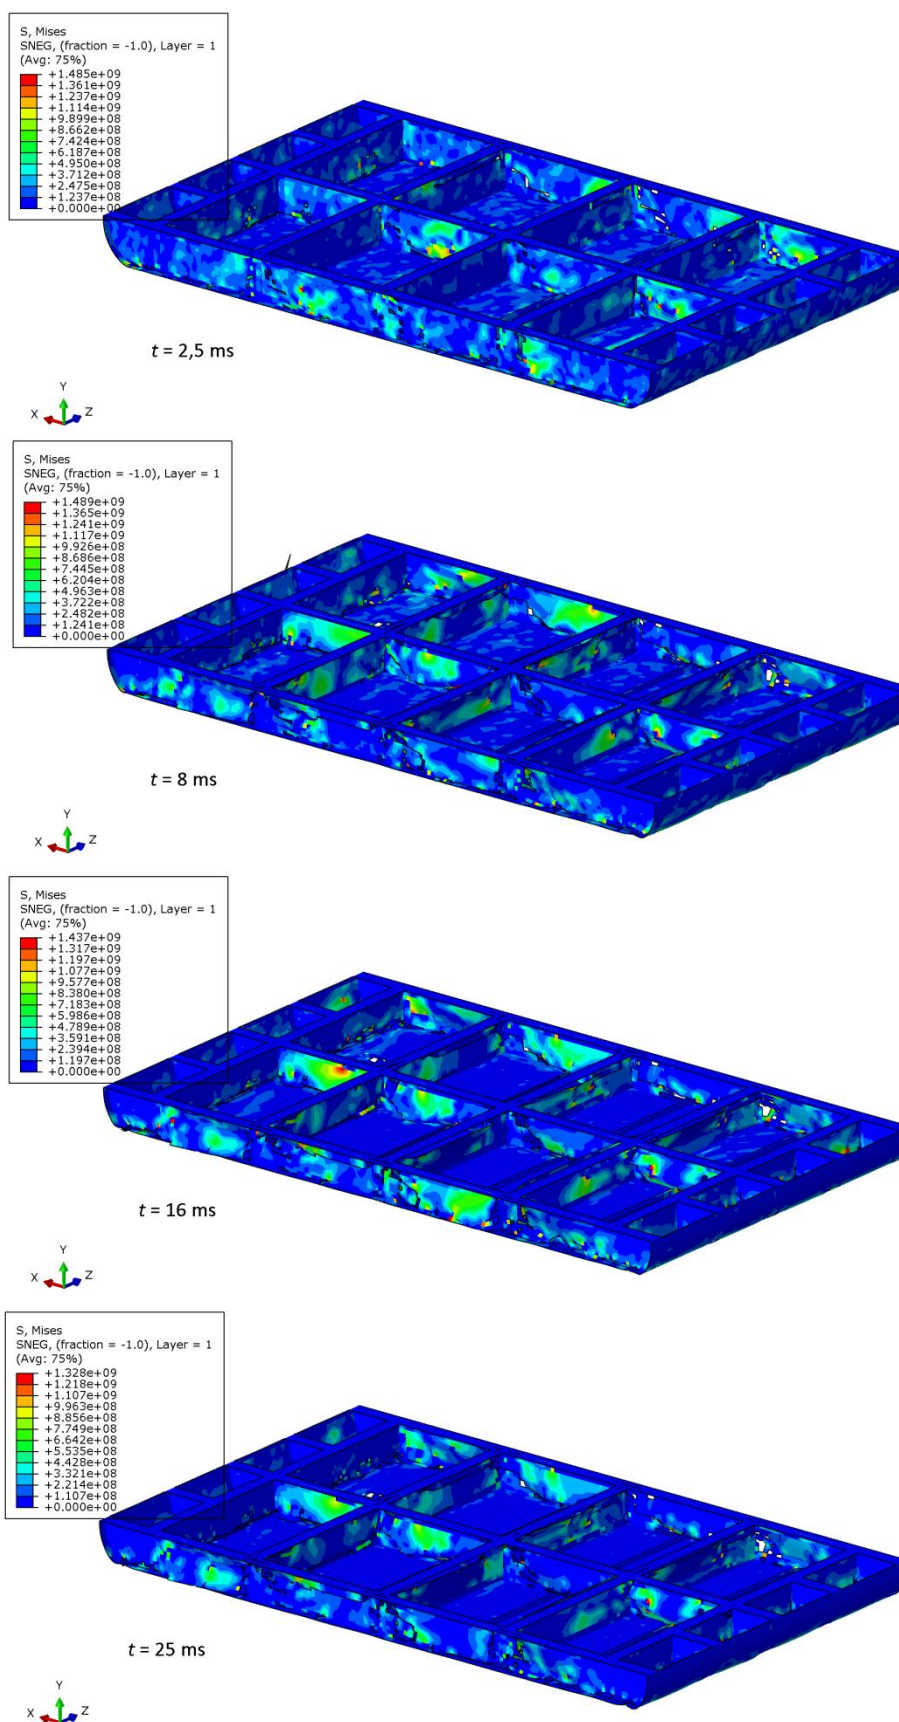 S, Mises
SNEG, (fraction = -1.0), Layer = 1
(Avg: 75%)
+1.485e+09
+1.361e+09
+1.237e+09
+1.114e+09
+9.899e+08
+8.662e+08
+7.424e+08
+6.187e+08
+4.950e+08
+3.712e+08
+2.475e+08
+1.237e+08
+0.000e+00
t = 2,5 ms
Y
X
Z
S, Mises
SNEG, (fraction = -1.0), Layer = 1
(Avg: 75%)
+1.489e+09
+1.365e+09
+1.241e+09
+1.117e+09
+9.926e+08
+8.686e+08
+7.445e+08
+6.204e+08
+4.963e+08
+3.722e+08
+2.482e+08
+1.241e+08
+0.000e+00
t = 8 ms
Y
X
Z
S, Mises
SNEG, (fraction = -1.0), Layer = 1
(Avg: 75%)
+1.437e+09
+1.317e+09
+1.197e+09
+1.077e+09
+9.577e+08
+8.380e+08
+7.183e+08
+5.986e+08
+4.789e+08
+3.591e+08
+2.394e+08
+1.197e+08
+0.000e+00
t = 16 ms
Y
X
Z
S, Mises
SNEG, (fraction = -1.0), Layer = 1
(Avg: 75%)
+1.328e+09
+1.218e+09
+1.107e+09
+9.963e+08
+8.856e+08
+7.749e+08
+6.642e+08
+5.535e+08
+4.428e+08
+3.321e+08
+2.214e+08
+1.107e+08
+0.000e+00
t = 25 ms
Y
X
Z